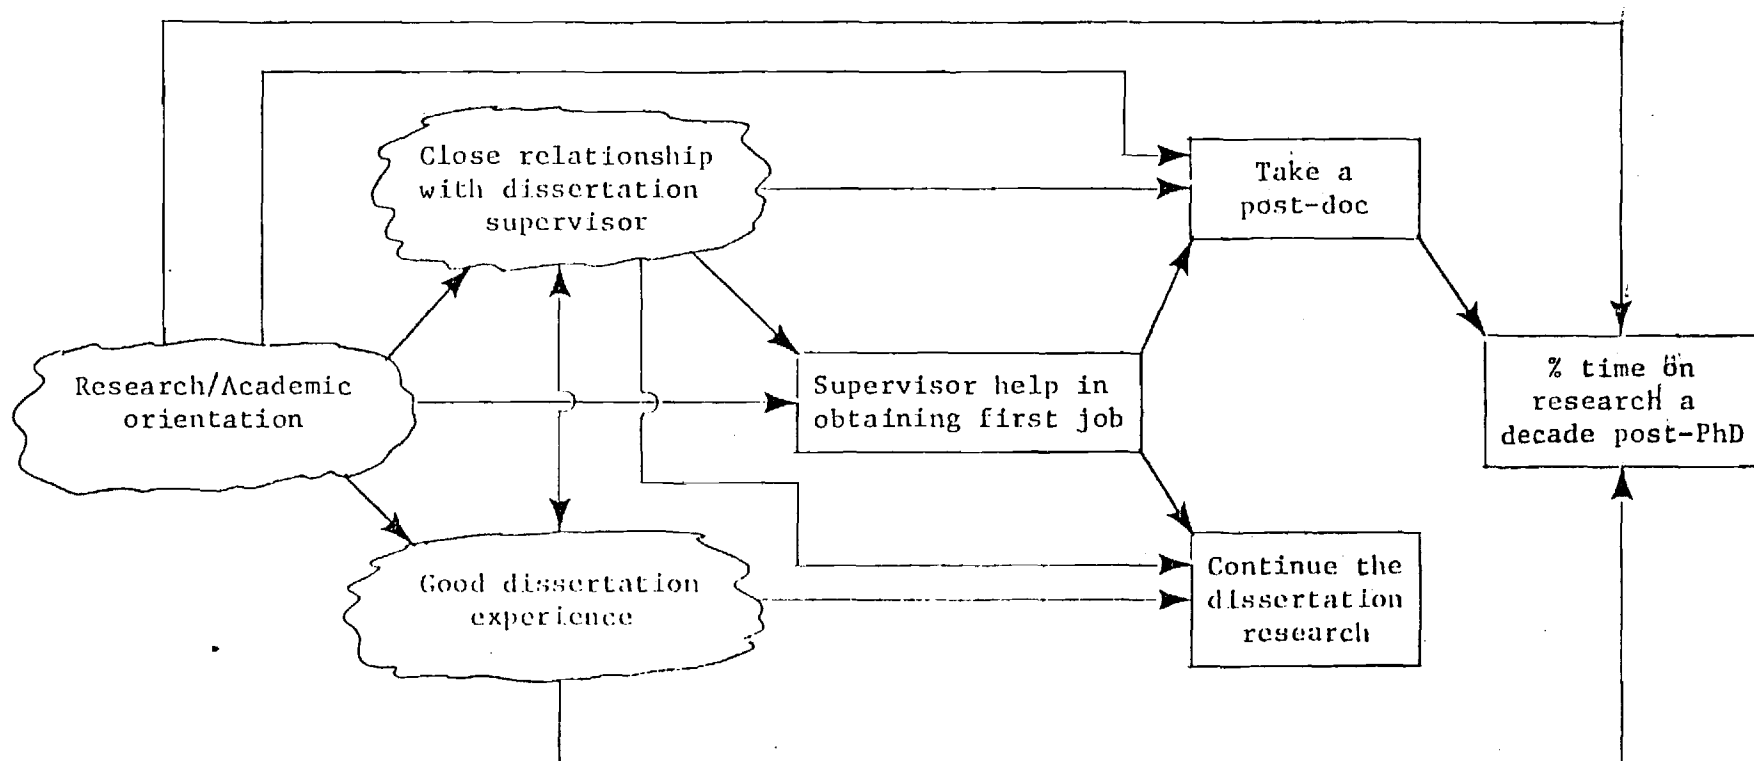 Close relationship
with dissertation
supervisor
Take a
post-doc
Research/Academic
orientation
Supervisor help in
obtaining first job
% time on
research a
decade post-PhD
Good dissertation
experience
Continue the
dissertation
research